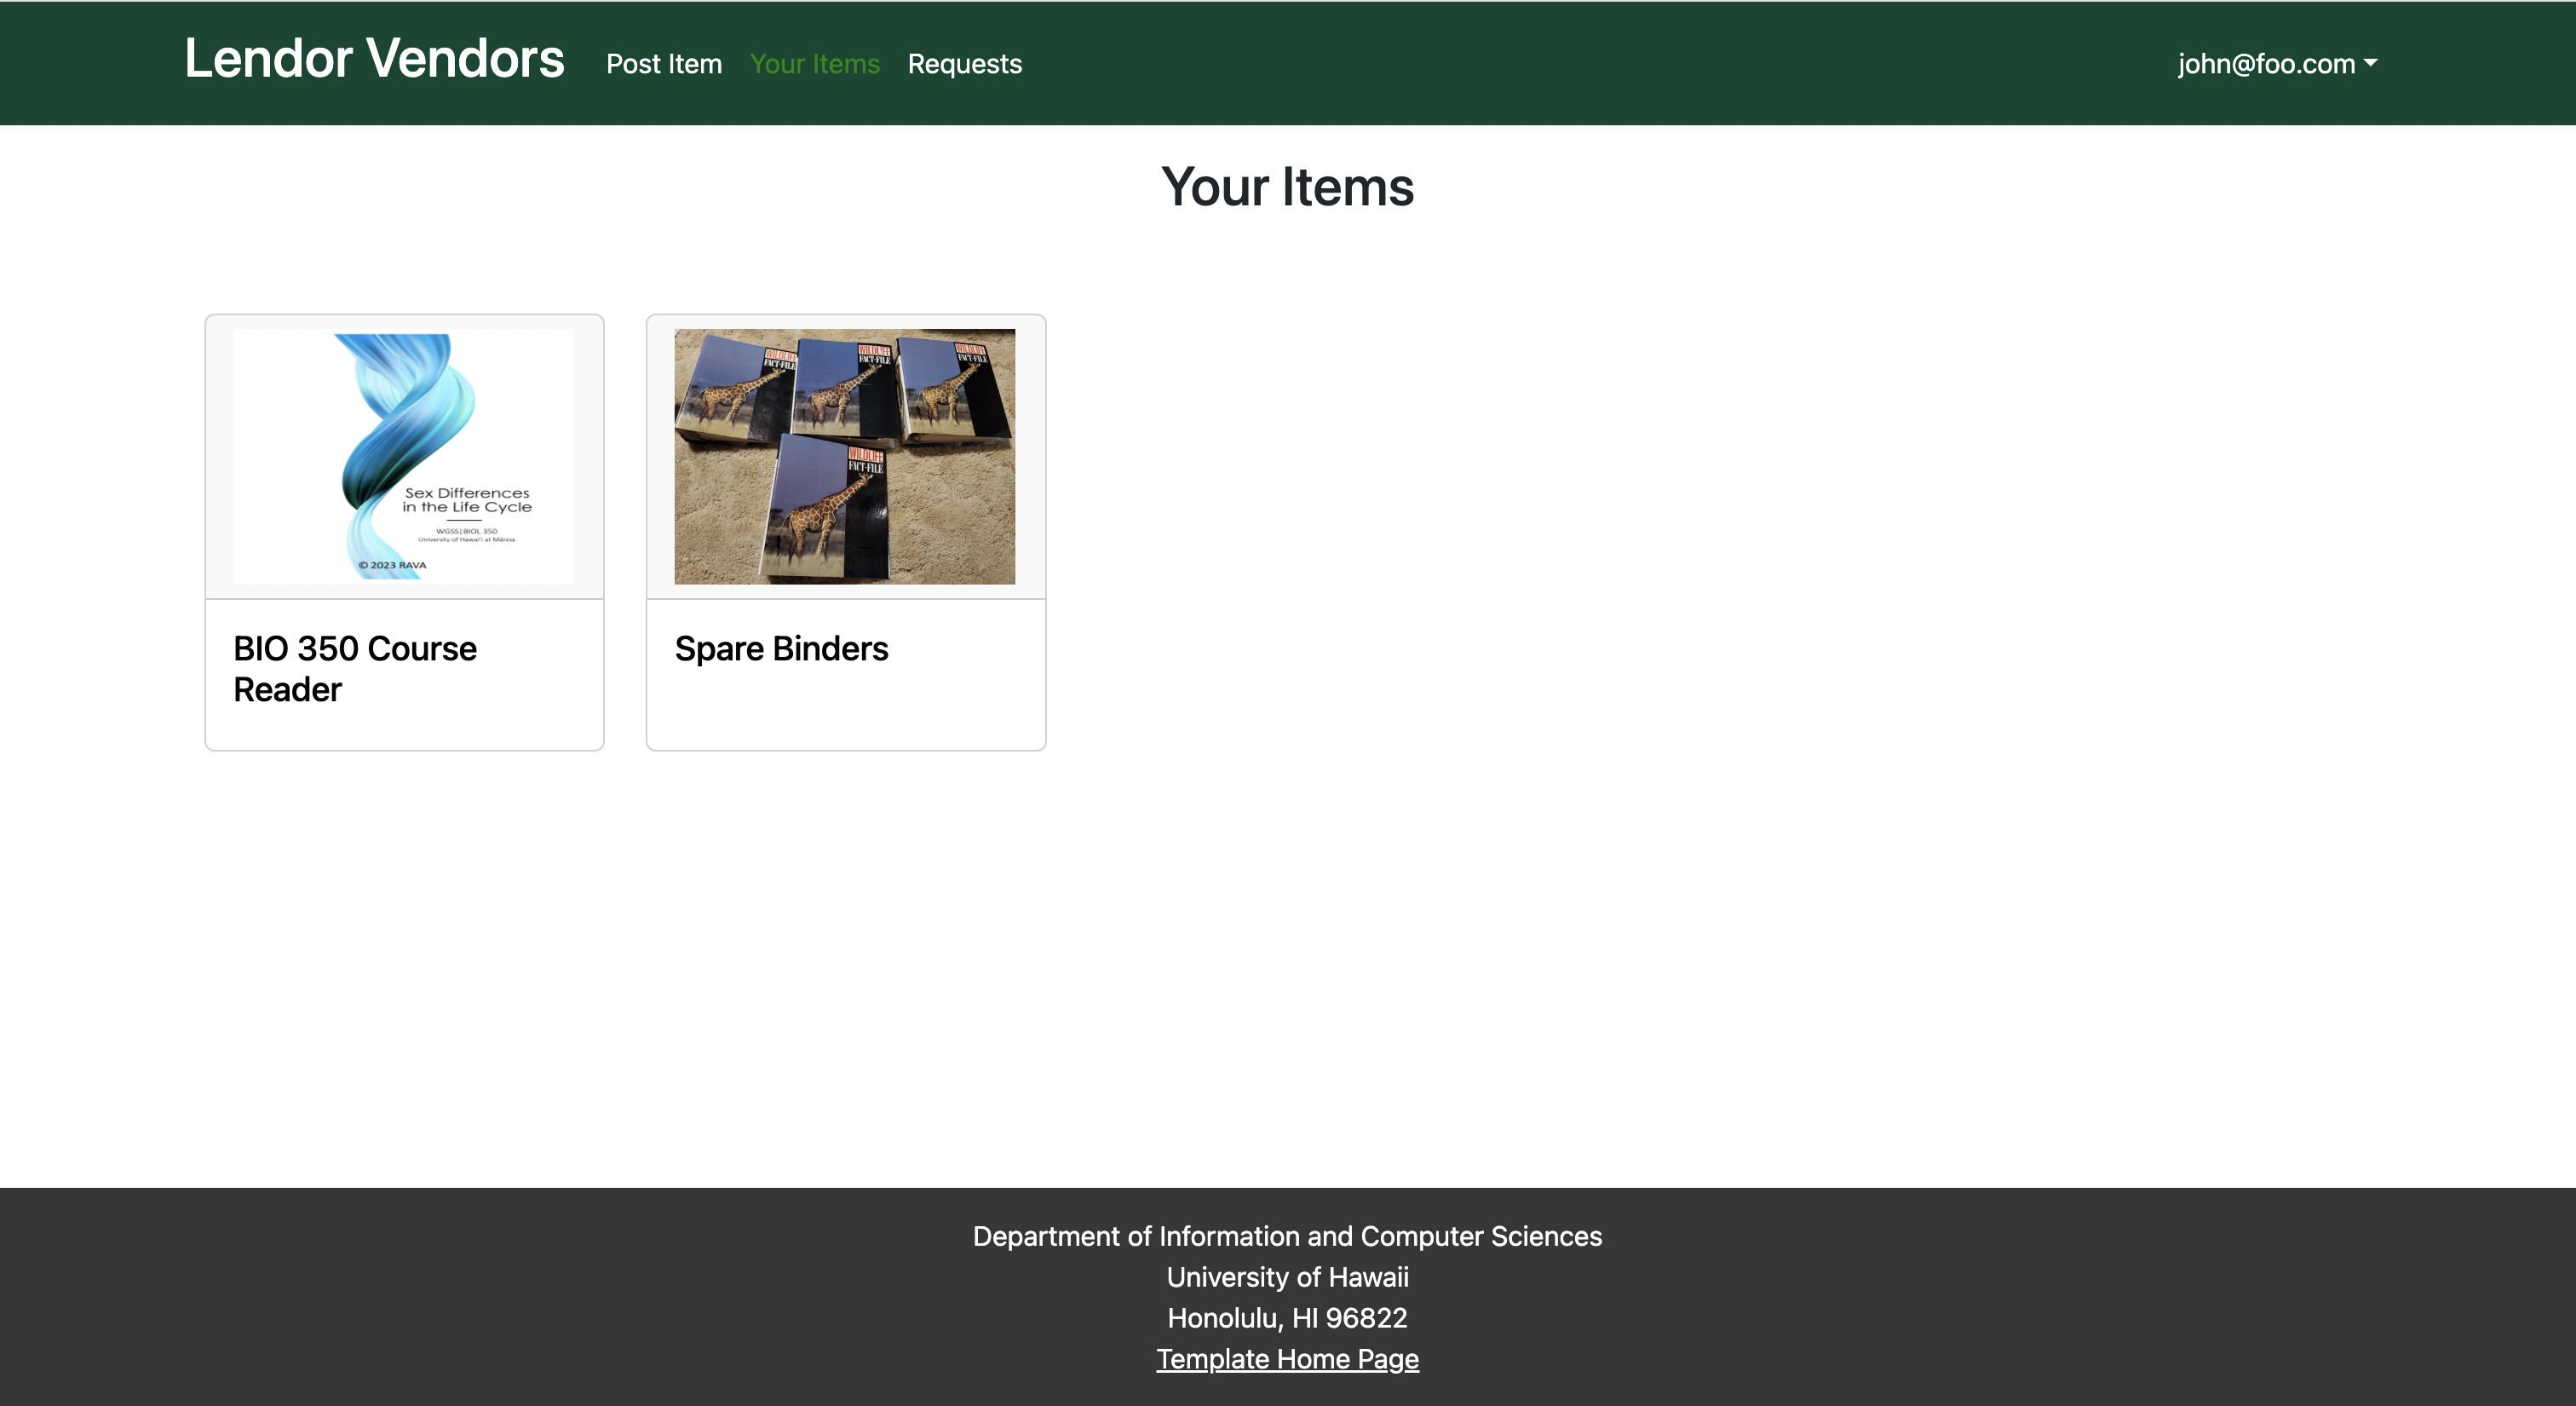 Lendor Vendors Post Item Your Items Requests john@foo.com
Your Items
Sex Differences
in the Life Cycle
WGSS|BIOL 350
University of Hawai'i at Mānoa
© 2023 RAVA
WILDLIFE
FACT-FILE
WILDLIFE
FACT-FILE
WILDLIFE
FACT-FILE
WILDLIFE
FACT-FILE
BIO 350 Course
Reader
Spare Binders
Department of Information and Computer Sciences
University of Hawaii
Honolulu, HI 96822
Template Home Page